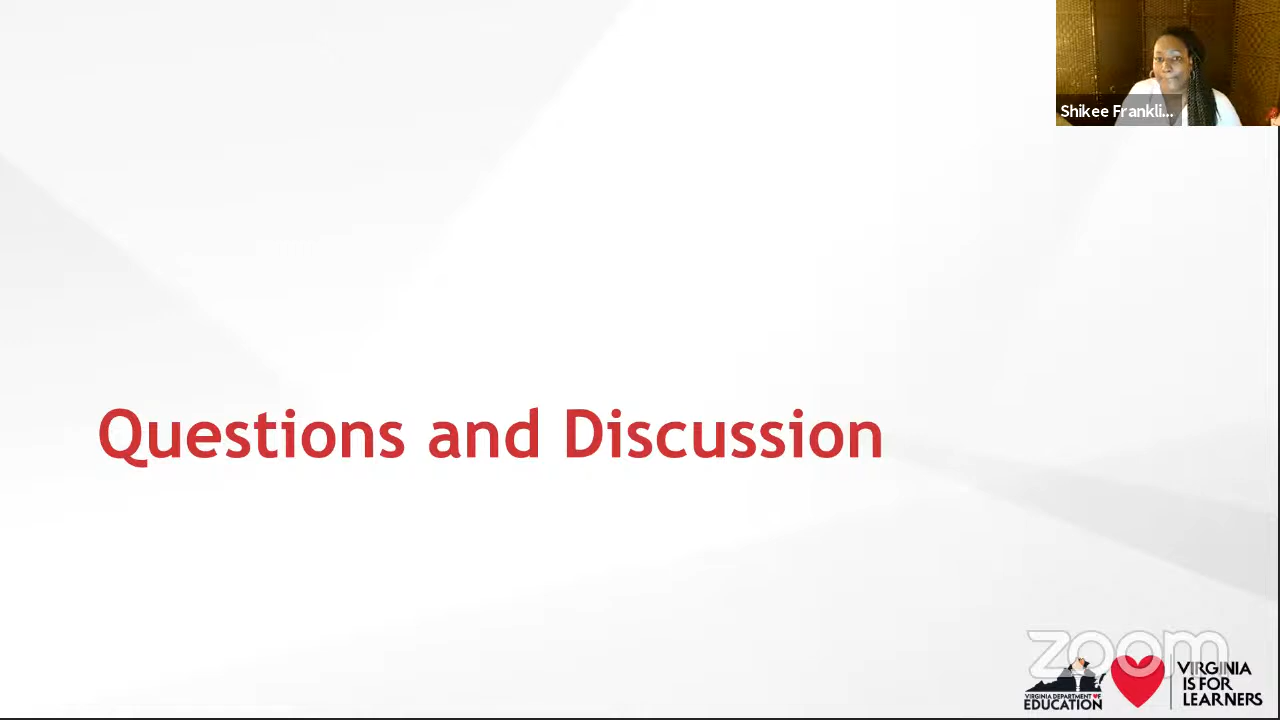 Shikee Frankli...
Questions and Discussion
zoom
VIRGINIA DEPARTMENT OF
EDUCATION
VIRGINIA
IS FOR
LEARNERS